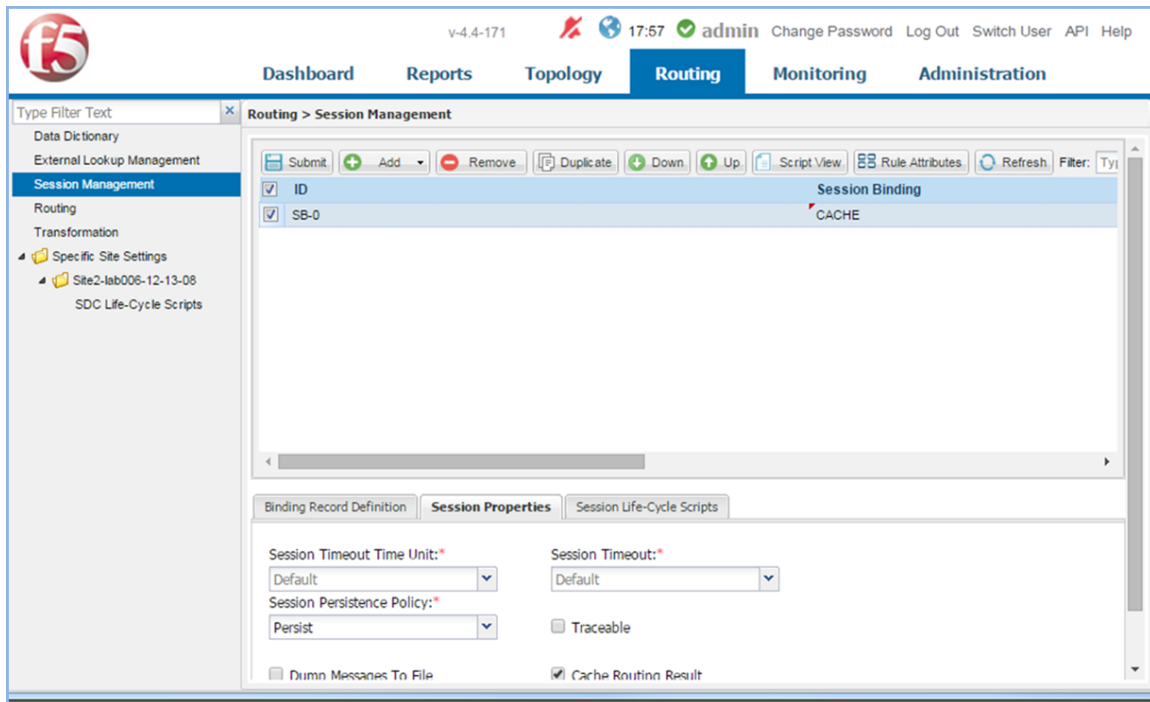 f5
v-4.4-171 17:57 admin Change Password Log Out Switch User API Help
Dashboard Reports Topology Routing Monitoring Administration
Type Filter Text
Data Dictionary
External Lookup Management
Session Management
Routing
Transformation
Specific Site Settings
Site2-lab006-12-13-08
SDC Life-Cycle Scripts
Routing > Session Management
Submit Add Remove Duplicate Down Up Script View Rule Attributes Refresh Filter:
ID Session Binding
SB-0 CACHE
Binding Record Definition Session Properties Session Life-Cycle Scripts
Session Timeout Time Unit:* Session Timeout:*
Default Default
Session Persistence Policy:*
Persist Traceable
Dump Messages To File Cache Routing Result